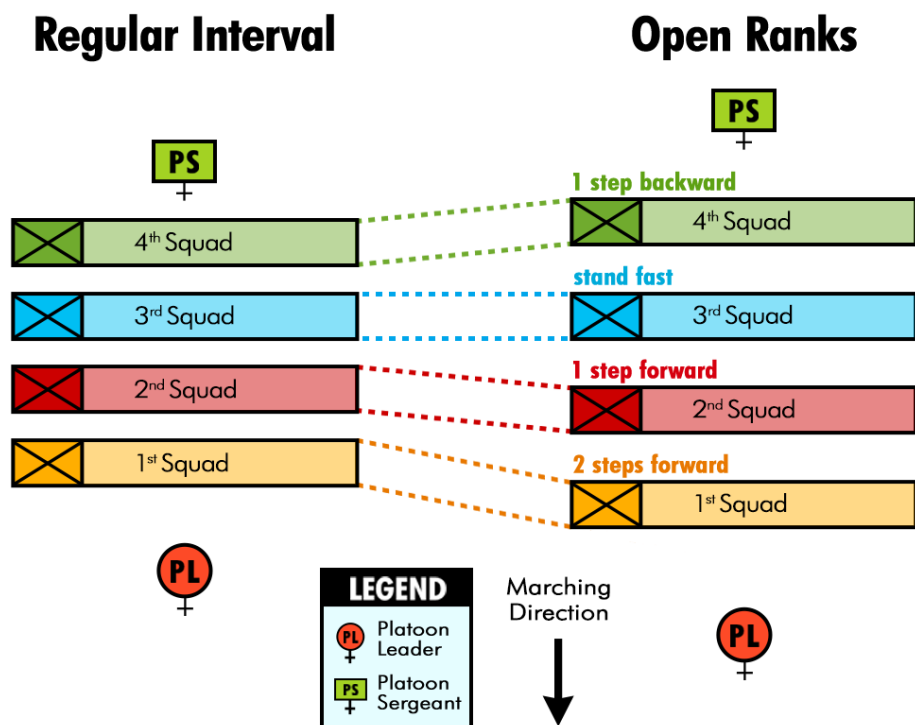 Regular Interval
Open Ranks
PS
PS
1 step backward
4th Squad
4th Squad
stand fast
3rd Squad
3rd Squad
1 step forward
2nd Squad
2nd Squad
2 steps forward
1st Squad
1st Squad
PL
PL
LEGEND
PL Platoon
Leader
PS Platoon
Sergeant
Marching
Direction